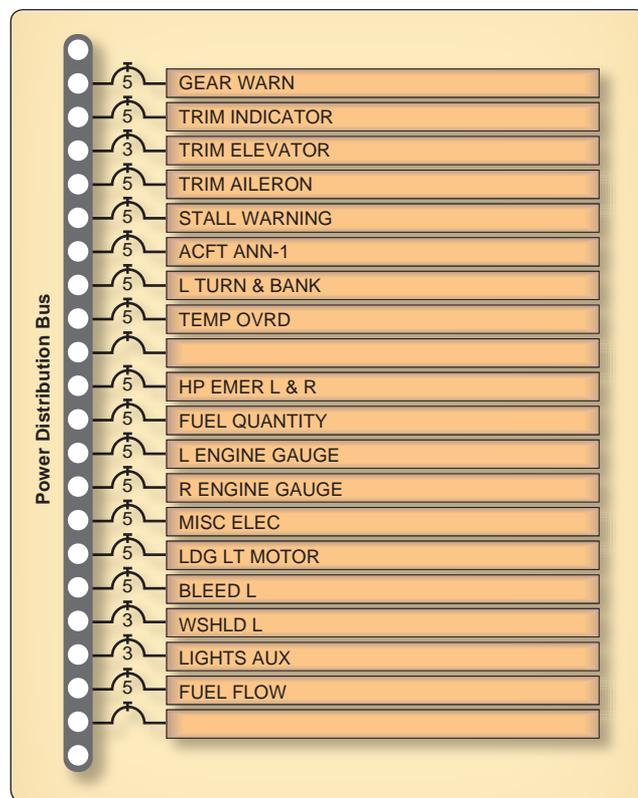 Power Distribution Bus
5 GEAR WARN
5 TRIM INDICATOR
3 TRIM ELEVATOR
5 TRIM AILERON
5 STALL WARNING
5 ACFT ANN-1
5 L TURN & BANK
5 TEMP OVRD
5 HP EMER L & R
5 FUEL QUANTITY
5 L ENGINE GAUGE
5 R ENGINE GAUGE
5 MISC ELEC
5 LDG LT MOTOR
5 BLEED L
3 WSHLD L
3 LIGHTS AUX
5 FUEL FLOW